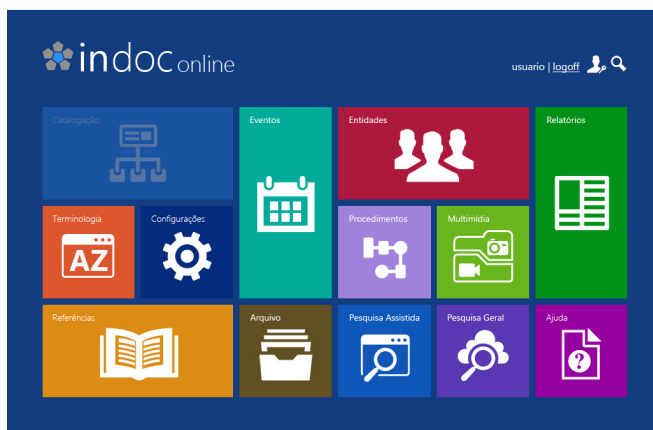 indoc online
usuario | logoff
Catalogação
Eventos
Entidades
Relatórios
Terminologia
AZ
Configurações
Procedimentos
Multimídia
Referências
Arquivo
Pesquisa Assistida
Pesquisa Geral
Ajuda
?